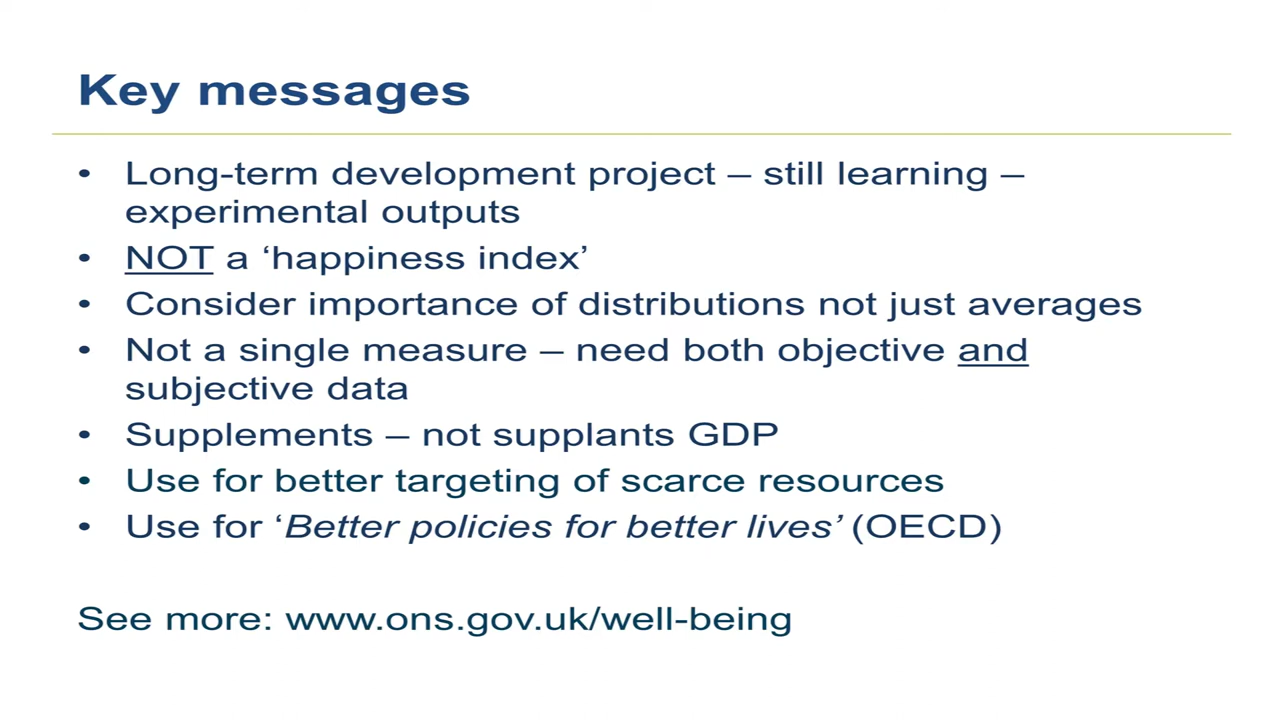 Key messages
• Long-term development project – still learning –
experimental outputs
• NOT a ‘happiness index’
• Consider importance of distributions not just averages
• Not a single measure – need both objective and
subjective data
• Supplements – not supplants GDP
• Use for better targeting of scarce resources
• Use for ‘Better policies for better lives’ (OECD)
See more: www.ons.gov.uk/well-being